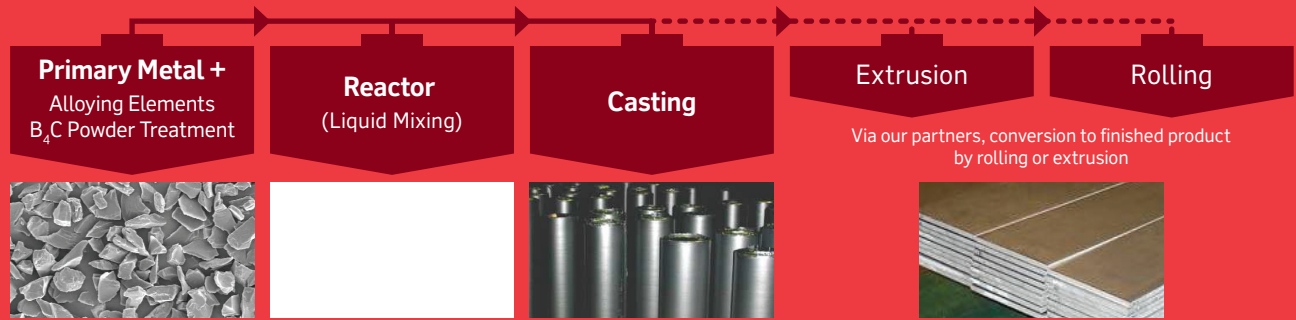 Primary Metal +
Alloying Elements
B₄C Powder Treatment
Reactor
(Liquid Mixing)
Casting
Extrusion
Rolling
Via our partners, conversion to finished product
by rolling or extrusion